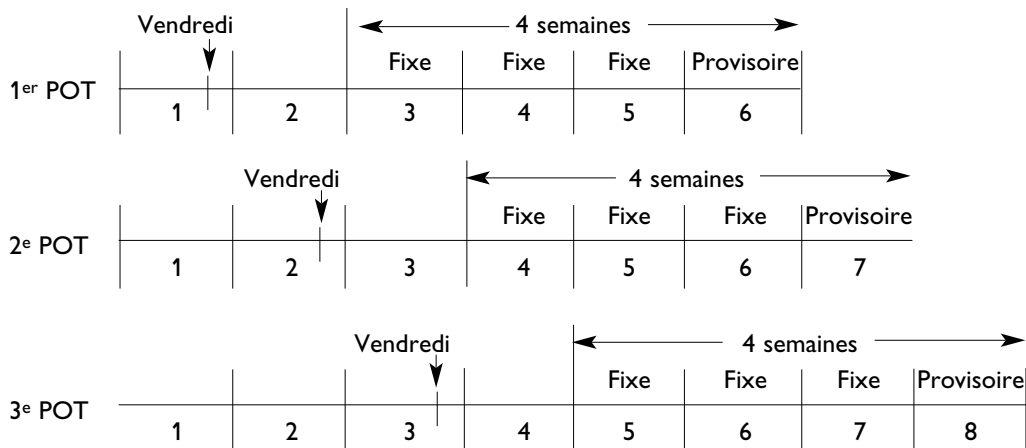 Vendredi
4 semaines
Fixe Fixe Fixe Provisoire
1er POT
1 2 3 4 5 6
Vendredi
4 semaines
Fixe Fixe Fixe Provisoire
2e POT
1 2 3 4 5 6 7
Vendredi
4 semaines
Fixe Fixe Fixe Provisoire
3e POT
1 2 3 4 5 6 7 8